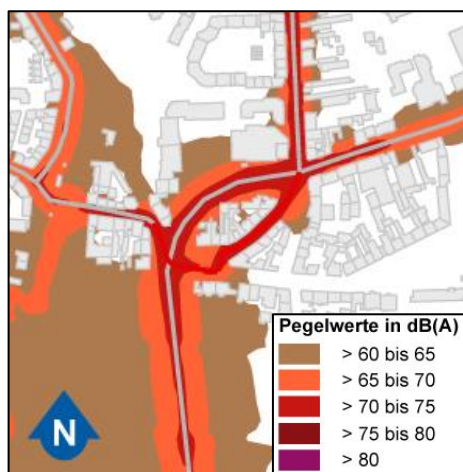 Pegelwerte in dB(A)
> 60 bis 65
> 65 bis 70
> 70 bis 75
> 75 bis 80
> 80
N